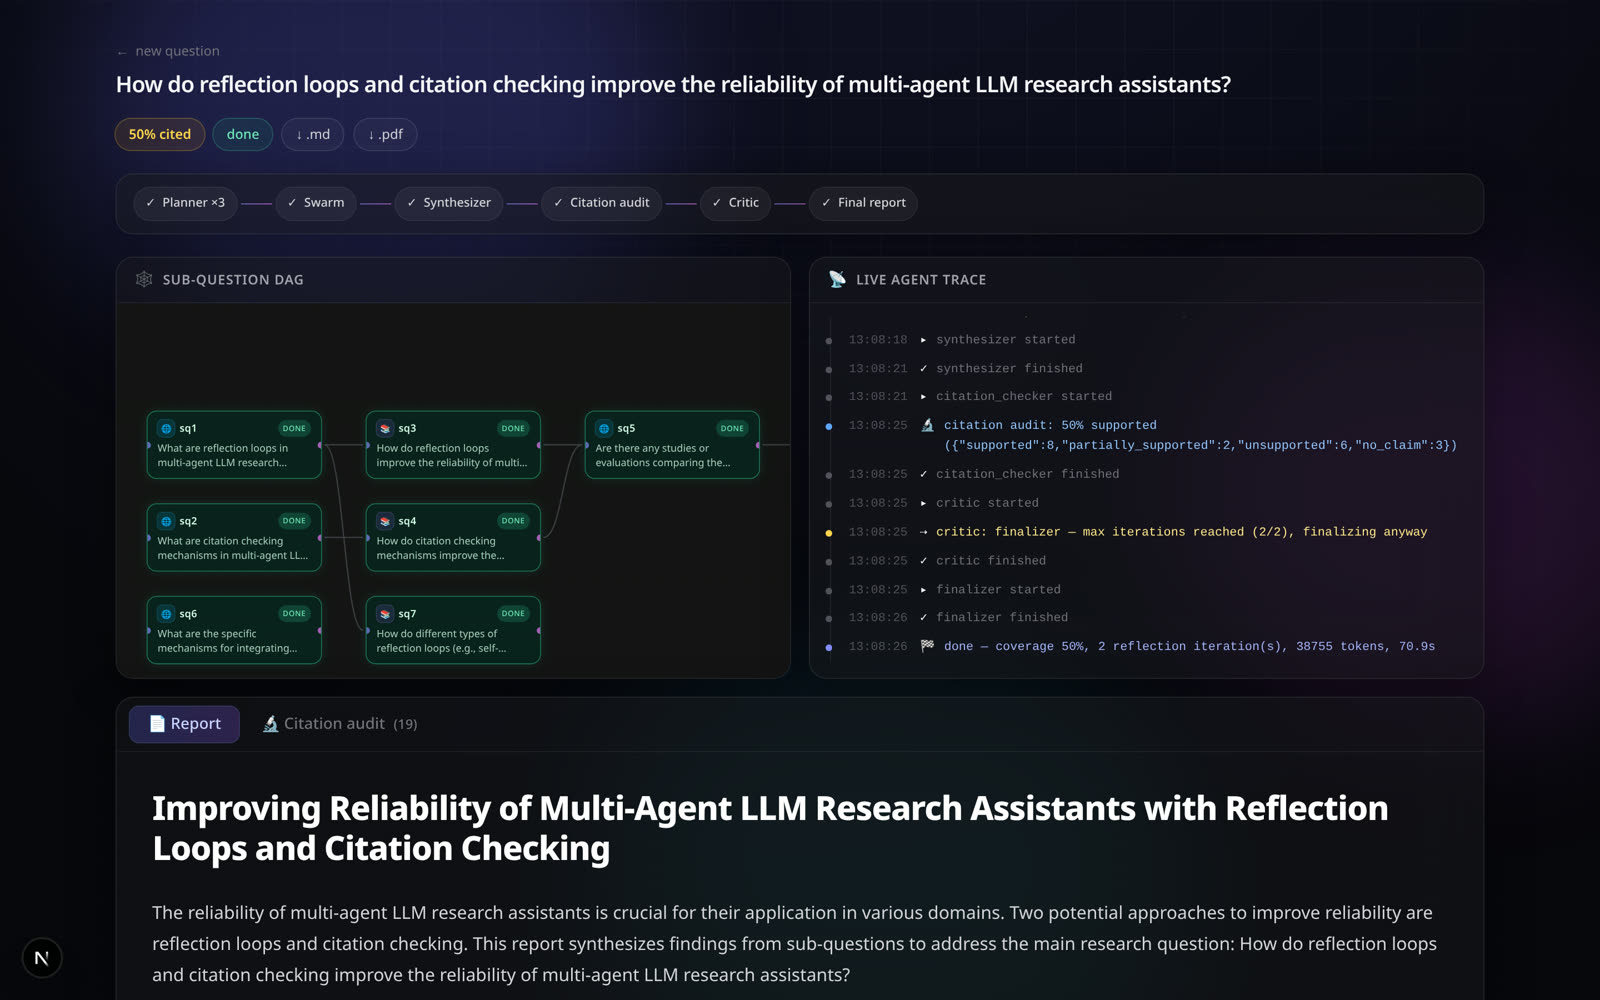 ← new question
How do reflection loops and citation checking improve the reliability of multi-agent LLM research assistants?
50% cited
done
↓ .md
↓ .pdf
✓ Planner ×3
✓ Swarm
✓ Synthesizer
✓ Citation audit
✓ Critic
✓ Final report
SUB-QUESTION DAG
sq1 DONE
What are reflection loops in
multi-agent LLM research...
sq3 DONE
How do reflection loops
improve the reliability of multi...
sq5 DONE
Are there any studies or
evaluations comparing the...
sq2 DONE
What are citation checking
mechanisms in multi-agent LL...
sq4 DONE
How do citation checking
mechanisms improve the...
sq6 DONE
What are the specific
mechanisms for integrating...
sq7 DONE
How do different types of
reflection loops (e.g., self-...
LIVE AGENT TRACE
13:08:18 ▸ synthesizer started
13:08:21 ✓ synthesizer finished
13:08:21 ▸ citation_checker started
13:08:25 🔬 citation audit: 50% supported
({"supported":8,"partially_supported":2,"unsupported":6,"no_claim":3})
13:08:25 ✓ citation_checker finished
13:08:25 ▸ critic started
13:08:25 → critic: finalizer — max iterations reached (2/2), finalizing anyway
13:08:25 ✓ critic finished
13:08:25 ▸ finalizer started
13:08:26 ✓ finalizer finished
13:08:26 🏁 done — coverage 50%, 2 reflection iteration(s), 38755 tokens, 70.9s
📄 Report
🔬 Citation audit (19)
Improving Reliability of Multi-Agent LLM Research Assistants with Reflection
Loops and Citation Checking
The reliability of multi-agent LLM research assistants is crucial for their application in various domains. Two potential approaches to improve reliability are
reflection loops and citation checking. This report synthesizes findings from sub-questions to address the main research question: How do reflection loops
and citation checking improve the reliability of multi-agent LLM research assistants?
N